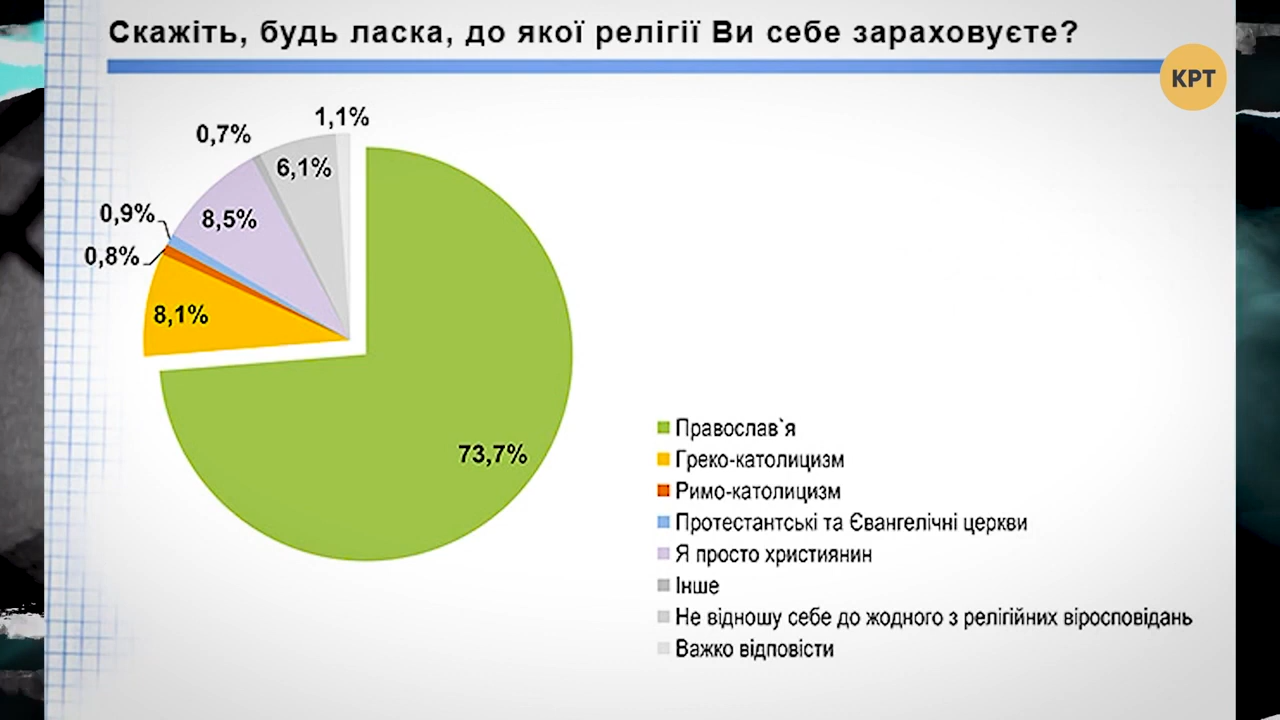 Скажіть, будь ласка, до якої релігії Ви себе зараховуєте?
КРТ
1,1%
0,7%
6,1%
0,9%
8,5%
0,8%
8,1%
73,7%
Православ`я
Греко-католицизм
Римо-католицизм
Протестантські та Євангелічні церкви
Я просто християнин
Інше
Не відношу себе до жодного з релігійних віросповідань
Важко відповісти